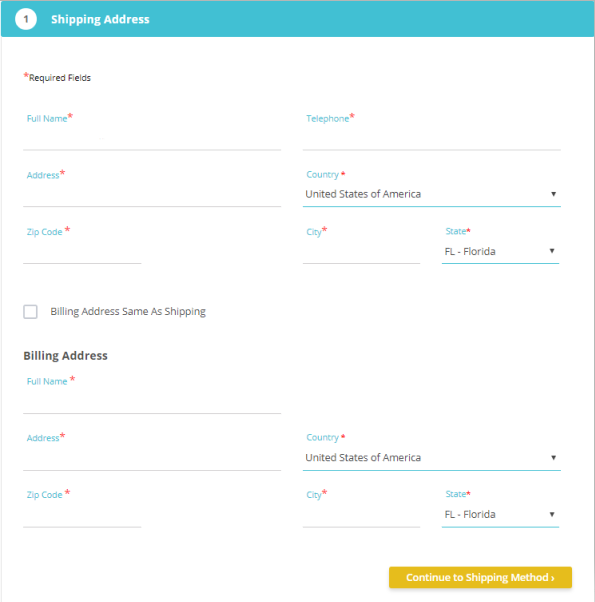 1 Shipping Address
*Required Fields
Full Name* Telephone*
Address* Country *
United States of America
Zip Code * City* State*
FL - Florida
Billing Address Same As Shipping
Billing Address
Full Name *
Address* Country *
United States of America
Zip Code * City* State*
FL - Florida
Continue to Shipping Method ›